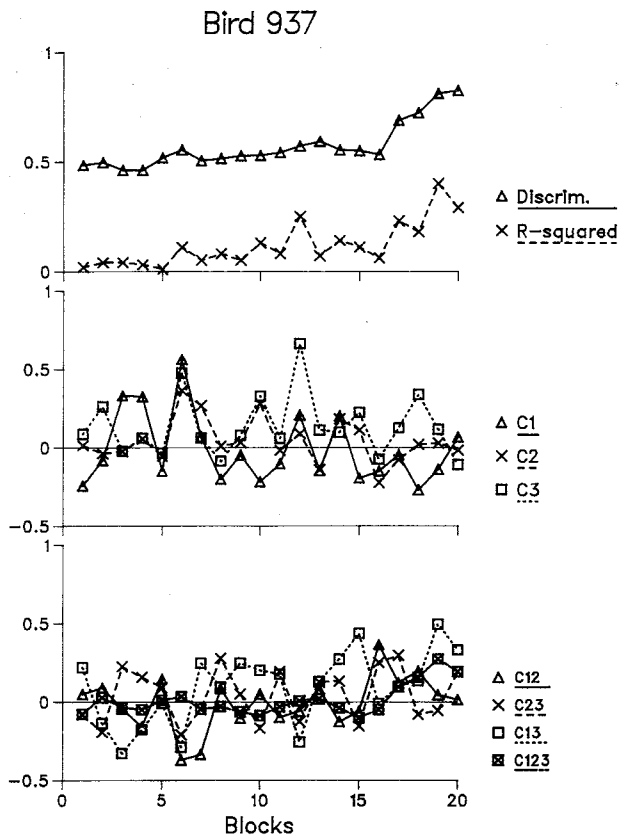 Bird 937
1
0.5
0
△ Discrim.
× R-squared
1
0.5
0
-0.5
△ C1
× C2
□ C3
1
0.5
0
-0.5
△ C12
× C23
□ C13
⊠ C123
0 5 10 15 20
Blocks